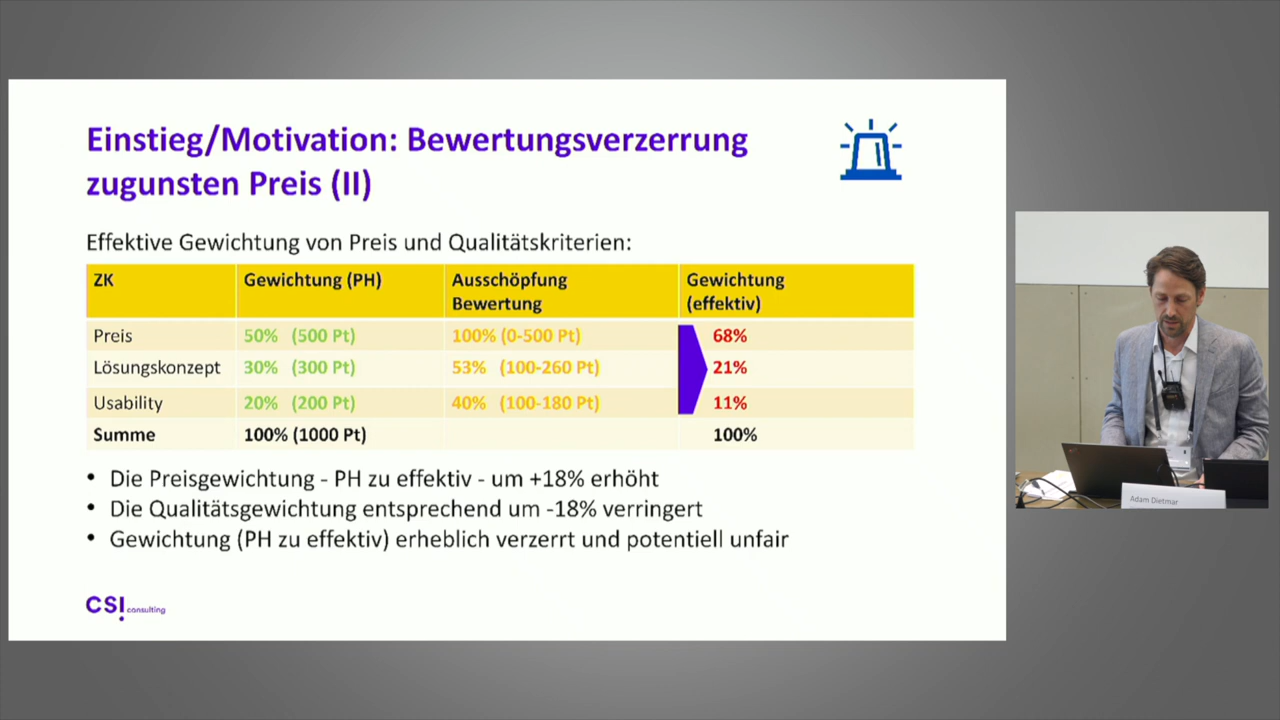 Einstieg/Motivation: Bewertungsverzerrung
zugunsten Preis (II)
Effektive Gewichtung von Preis und Qualitätskriterien:
ZK Gewichtung (PH) Ausschöpfung Bewertung Gewichtung (effektiv)
Preis 50% (500 Pt) 100% (0-500 Pt) 68%
Lösungskonzept 30% (300 Pt) 53% (100-260 Pt) 21%
Usability 20% (200 Pt) 40% (100-180 Pt) 11%
Summe 100% (1000 Pt) 100%
• Die Preisgewichtung - PH zu effektiv - um +18% erhöht
• Die Qualitätsgewichtung entsprechend um -18% verringert
• Gewichtung (PH zu effektiv) erheblich verzerrt und potentiell unfair
CSI consulting
Adam Dietmar